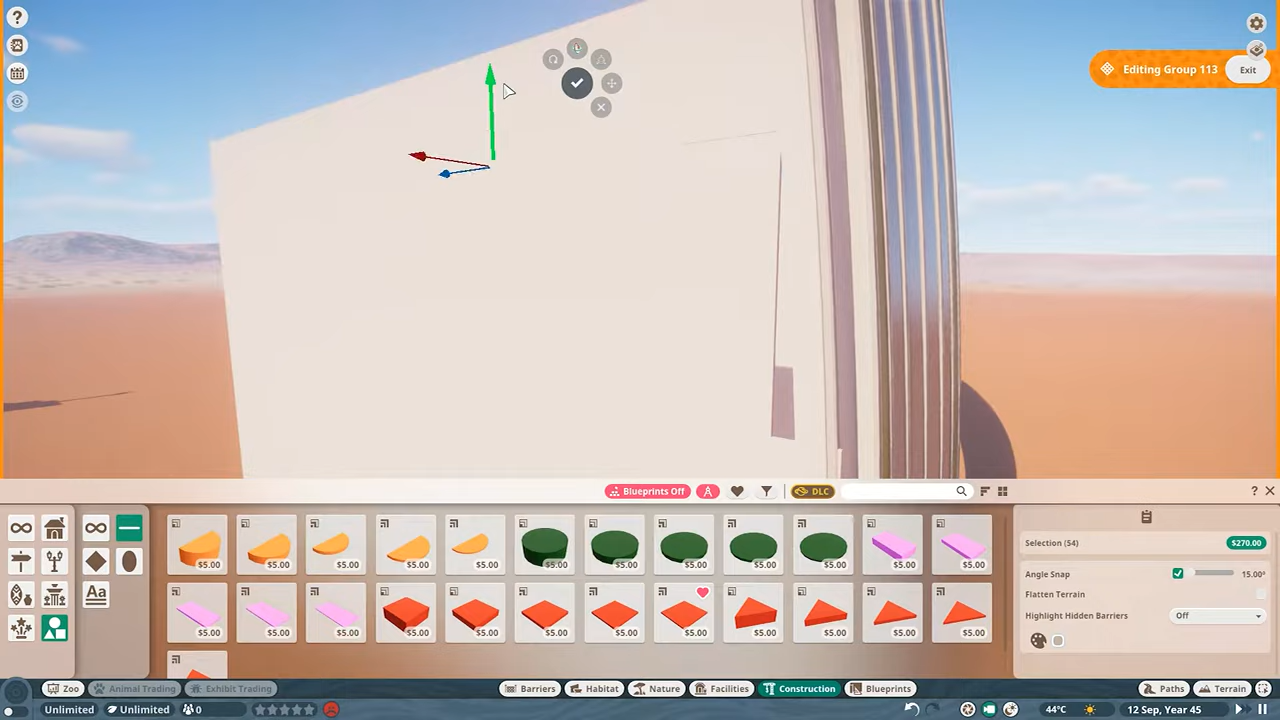 ?
Editing Group 113
Exit
Blueprints Off
DLC
?
Aa
$5.00 $5.00 $5.00 $5.00 $5.00 $5.00 $5.00 $5.00 $5.00 $5.00 $5.00 $5.00
$5.00 $5.00 $5.00 $5.00 $5.00 $5.00 $5.00 $5.00 $5.00 $5.00 $5.00 $5.00
Selection (54) $270.00
Angle Snap 15.00°
Flatten Terrain
Highlight Hidden Barriers Off
Zoo Animal Trading Exhibit Trading Barriers Habitat Nature Facilities Construction Blueprints Paths Terrain
Unlimited Unlimited 0 44°C 12 Sep, Year 45